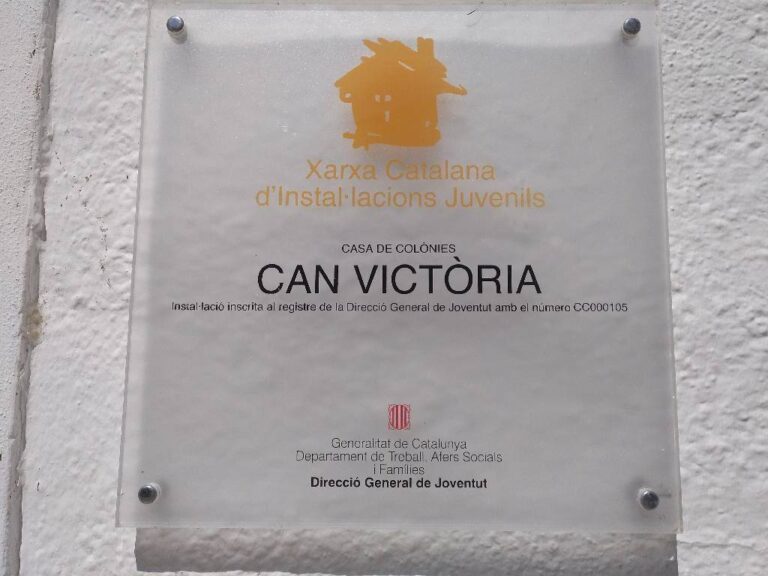 Xarxa Catalana
d'Instal·lacions Juvenils
CASA DE COLÒNIES
CAN VICTÒRIA
Instal·lació inscrita al registre de la Direcció General de Joventut amb el número CC000105
Generalitat de Catalunya
Departament de Treball, Afers Socials
i Famílies
Direcció General de Joventut